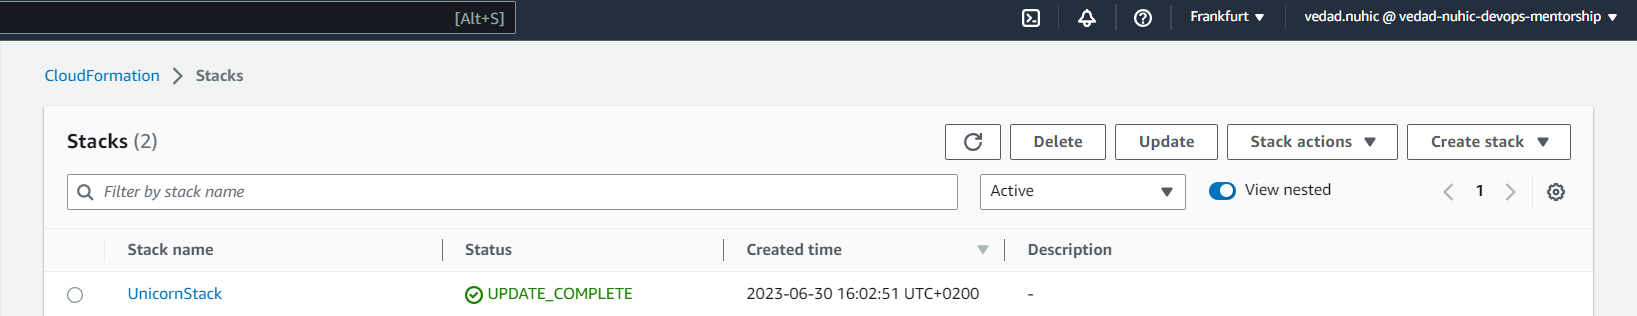 [Alt+S] Frankfurt vedad.nuhic @ vedad-nuhic-devops-mentorship
CloudFormation Stacks
Stacks (2) Delete Update Stack actions Create stack
Filter by stack name Active View nested 1
Stack name Status Created time Description
UnicornStack UPDATE_COMPLETE 2023-06-30 16:02:51 UTC+0200 -